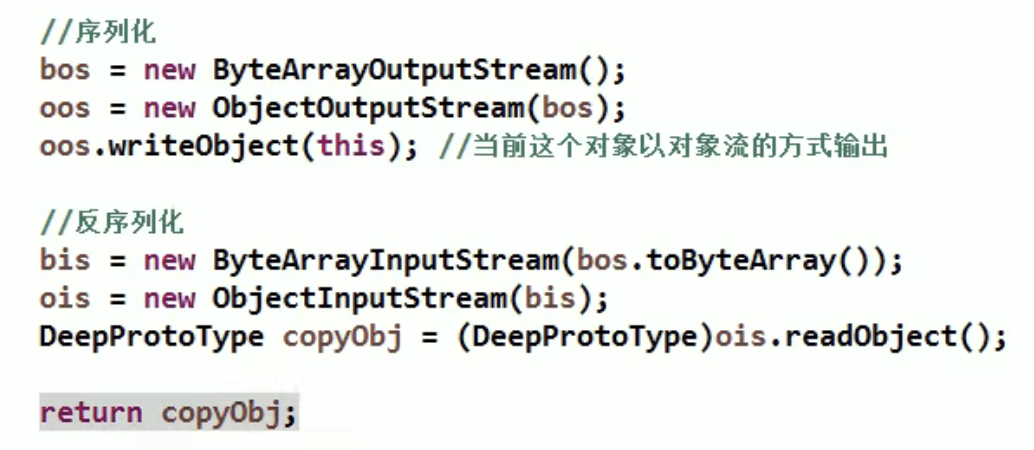 //序列化
bos = new ByteArrayOutputStream();
oos = new ObjectOutputStream(bos);
oos.writeObject(this); //当前这个对象以对象流的方式输出
//反序列化
bis = new ByteArrayInputStream(bos.toByteArray());
ois = new ObjectInputStream(bis);
DeepProtoType copyObj = (DeepProtoType)ois.readObject();
return copyObj;